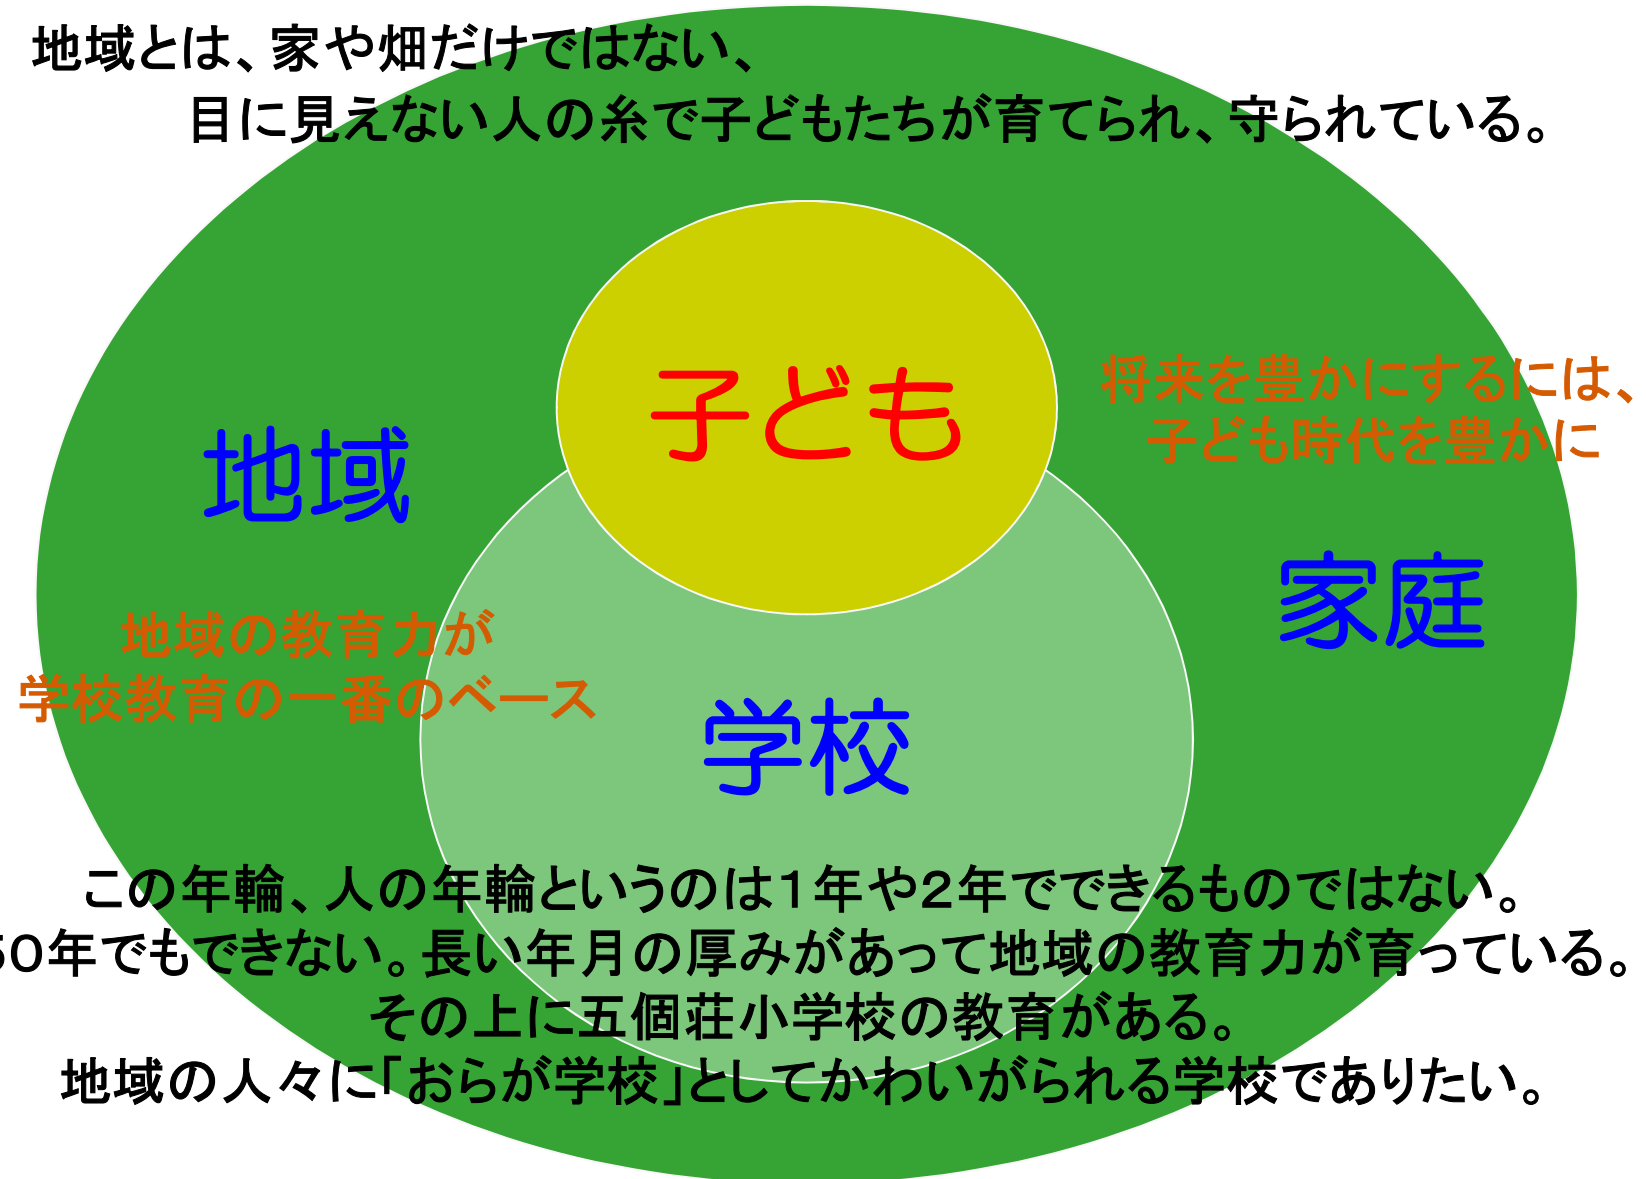 地域とは、家や畑だけではない、
目に見えない人の糸で子どもたちが育てられ、守られている。
子ども
将来を豊かにするには、
子ども時代を豊かに
地域
家庭
地域の教育力が
学校教育の一番のベース
学校
この年輪、人の年輪というのは１年や２年でできるものではない。
50年でもできない。長い年月の厚みがあって地域の教育力が育っている。
その上に五個荘小学校の教育がある。
地域の人々に「おらが学校」としてかわいがられる学校でありたい。